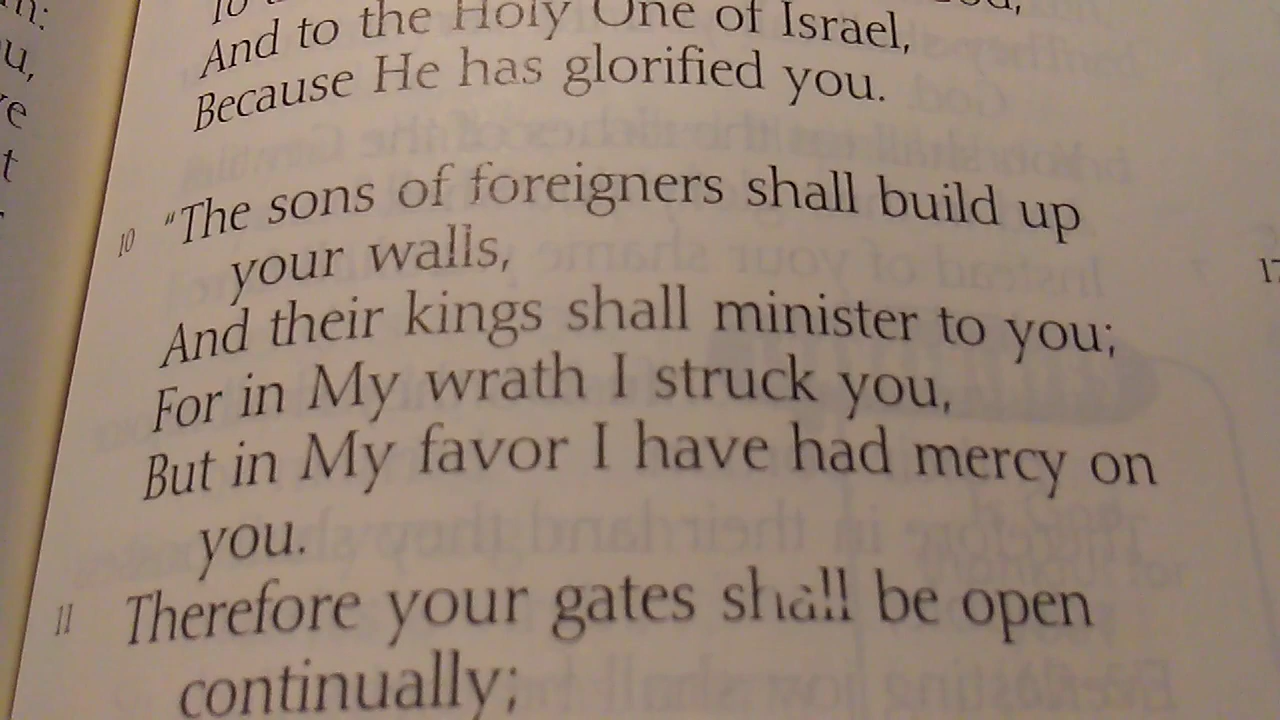 And to the Holy One of Israel,
Because He has glorified you.
10 "The sons of foreigners shall build up
your walls,
And their kings shall minister to you;
For in My wrath I struck you,
But in My favor I have had mercy on
you.
11 Therefore your gates shall be open
continually;
17